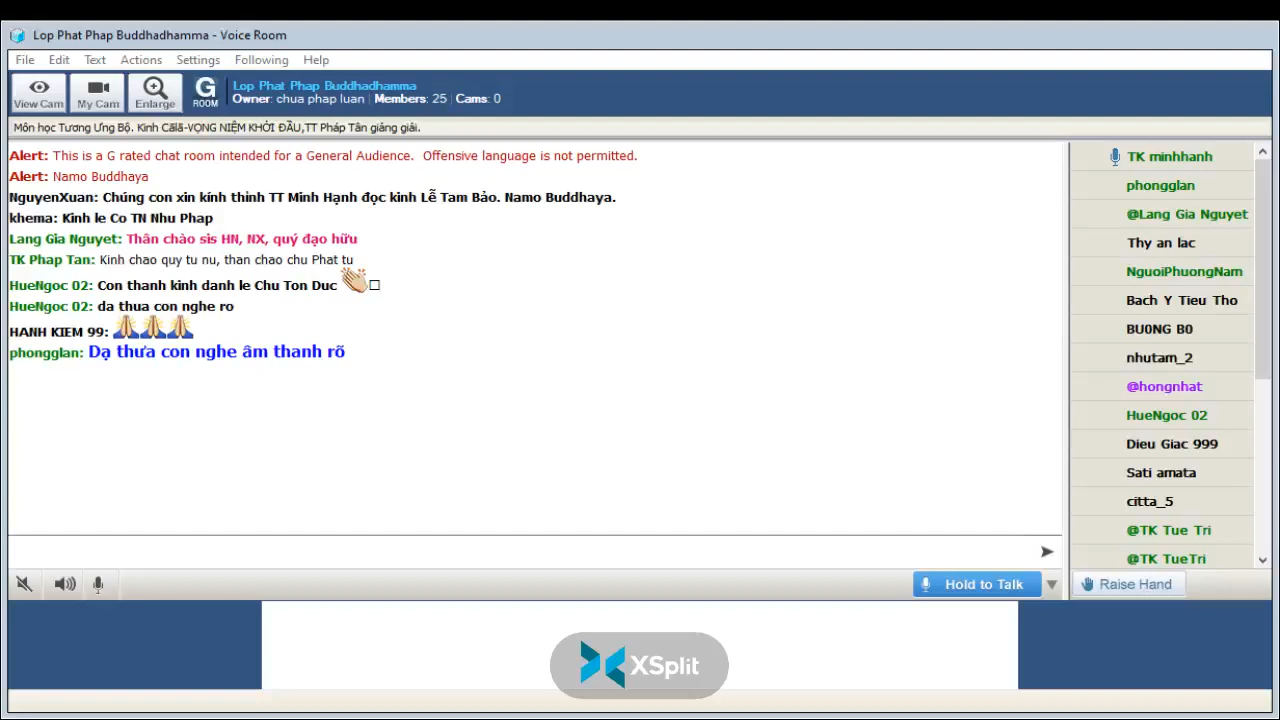 Lop Phat Phap Buddhadhamma - Voice Room
File Edit Text Actions Settings Following Help
View Cam
My Cam
Enlarge
G
ROOM
Lop Phat Phap Buddhadhamma
Owner: chua phap luan | Members: 25 | Cams: 0
Môn học Tương Ưng Bộ. Kinh Cālā-VỌNG NIỆM KHỞI ĐẦU,TT Pháp Tân giảng giải.
Alert: This is a G rated chat room intended for a General Audience. Offensive language is not permitted.
Alert: Namo Buddhaya
NguyenXuan: Chúng con xin kính thỉnh TT Minh Hạnh đọc kinh Lễ Tam Bảo. Namo Buddhaya.
khema: Kinh le Co TN Nhu Phap
Lang Gia Nguyet: Thân chào sis HN, NX, quý đạo hữu
TK Phap Tan: Kinh chao quy tu nu, than chao chu Phat tu
HueNgoc 02: Con thanh kinh danh le Chu Ton Duc
HueNgoc 02: da thua con nghe ro
HANH KIEM 99:
phongglan: Dạ thưa con nghe âm thanh rõ
TK minhhanh
phongglan
@Lang Gia Nguyet
Thy an lac
NguoiPhuongNam
Bach Y Tieu Tho
BU0NG B0
nhutam_2
@hongnhat
HueNgoc 02
Dieu Giac 999
Sati amata
citta_5
@TK Tue Tri
@TK TueTri
Hold to Talk
Raise Hand
XSplit